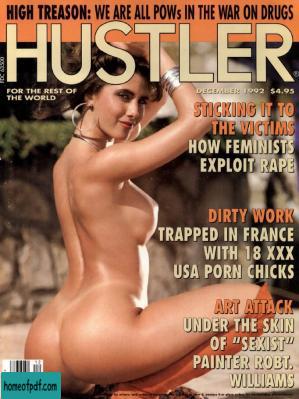 HIGH TREASON: WE ARE ALL POWs IN THE WAR ON DRUGS
HUSTLER
FOR THE REST OF
THE WORLD
DECEMBER 1992 $4.95
STICKING IT TO
THE VICTIMS
HOW FEMINISTS
EXPLOIT RAPE
DIRTY WORK
TRAPPED IN FRANCE
WITH 18 XXX
USA PORN CHICKS
ART ATTACK
UNDER THE SKIN
OF "SEXIST"
PAINTER ROBT.
WILLIAMS
homeofpdf.com